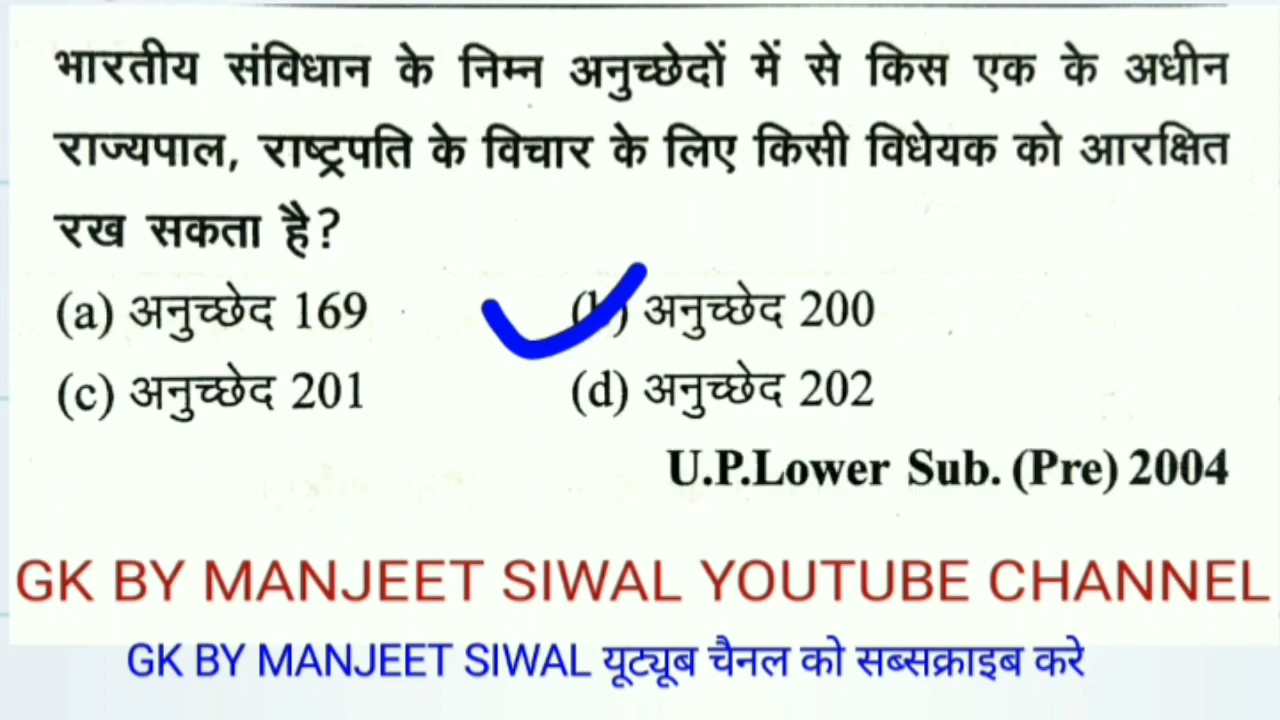 भारतीय संविधान के निम्न अनुच्छेदों में से किस एक के अधीन
राज्यपाल, राष्ट्रपति के विचार के लिए किसी विधेयक को आरक्षित
रख सकता है?
(a) अनुच्छेद 169 (b) अनुच्छेद 200
(c) अनुच्छेद 201 (d) अनुच्छेद 202
U.P.Lower Sub. (Pre) 2004
GK BY MANJEET SIWAL YOUTUBE CHANNEL
GK BY MANJEET SIWAL यूट्यूब चैनल को सब्सक्राइब करे